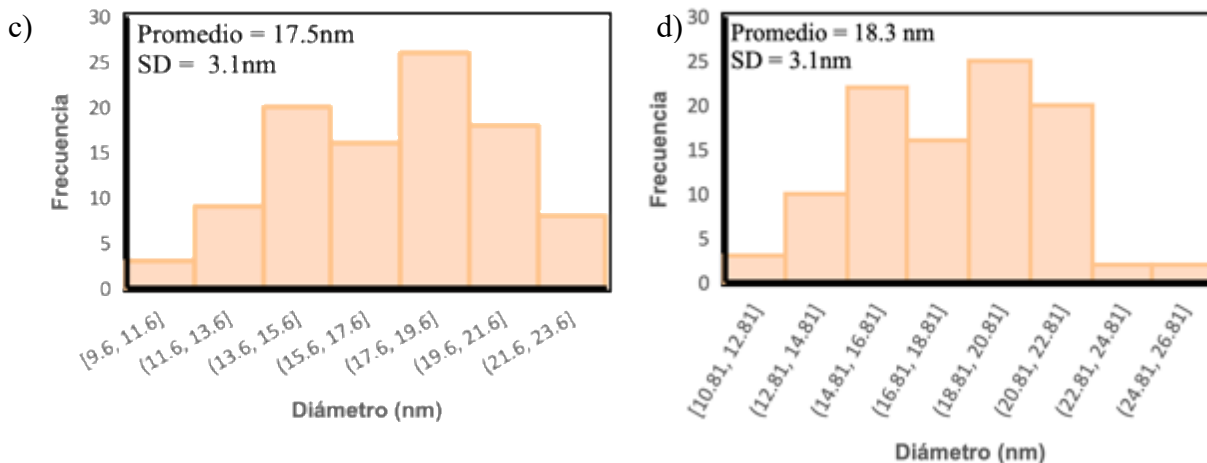 c)
Promedio = 17.5nm
SD = 3.1nm
30
25
20
15
10
5
0
Frecuencia
[9.6, 11.6]
(11.6, 13.6]
(13.6, 15.6]
(15.6, 17.6]
(17.6, 19.6]
(19.6, 21.6]
(21.6, 23.6]
Diámetro (nm)
d)
Promedio = 18.3 nm
SD = 3.1nm
30
25
20
15
10
5
0
Frecuencia
[10.81, 12.81]
(12.81, 14.81]
(14.81, 16.81]
(16.81, 18.81]
(18.81, 20.81]
(20.81, 22.81]
(22.81, 24.81]
(24.81, 26.81]
Diámetro (nm)